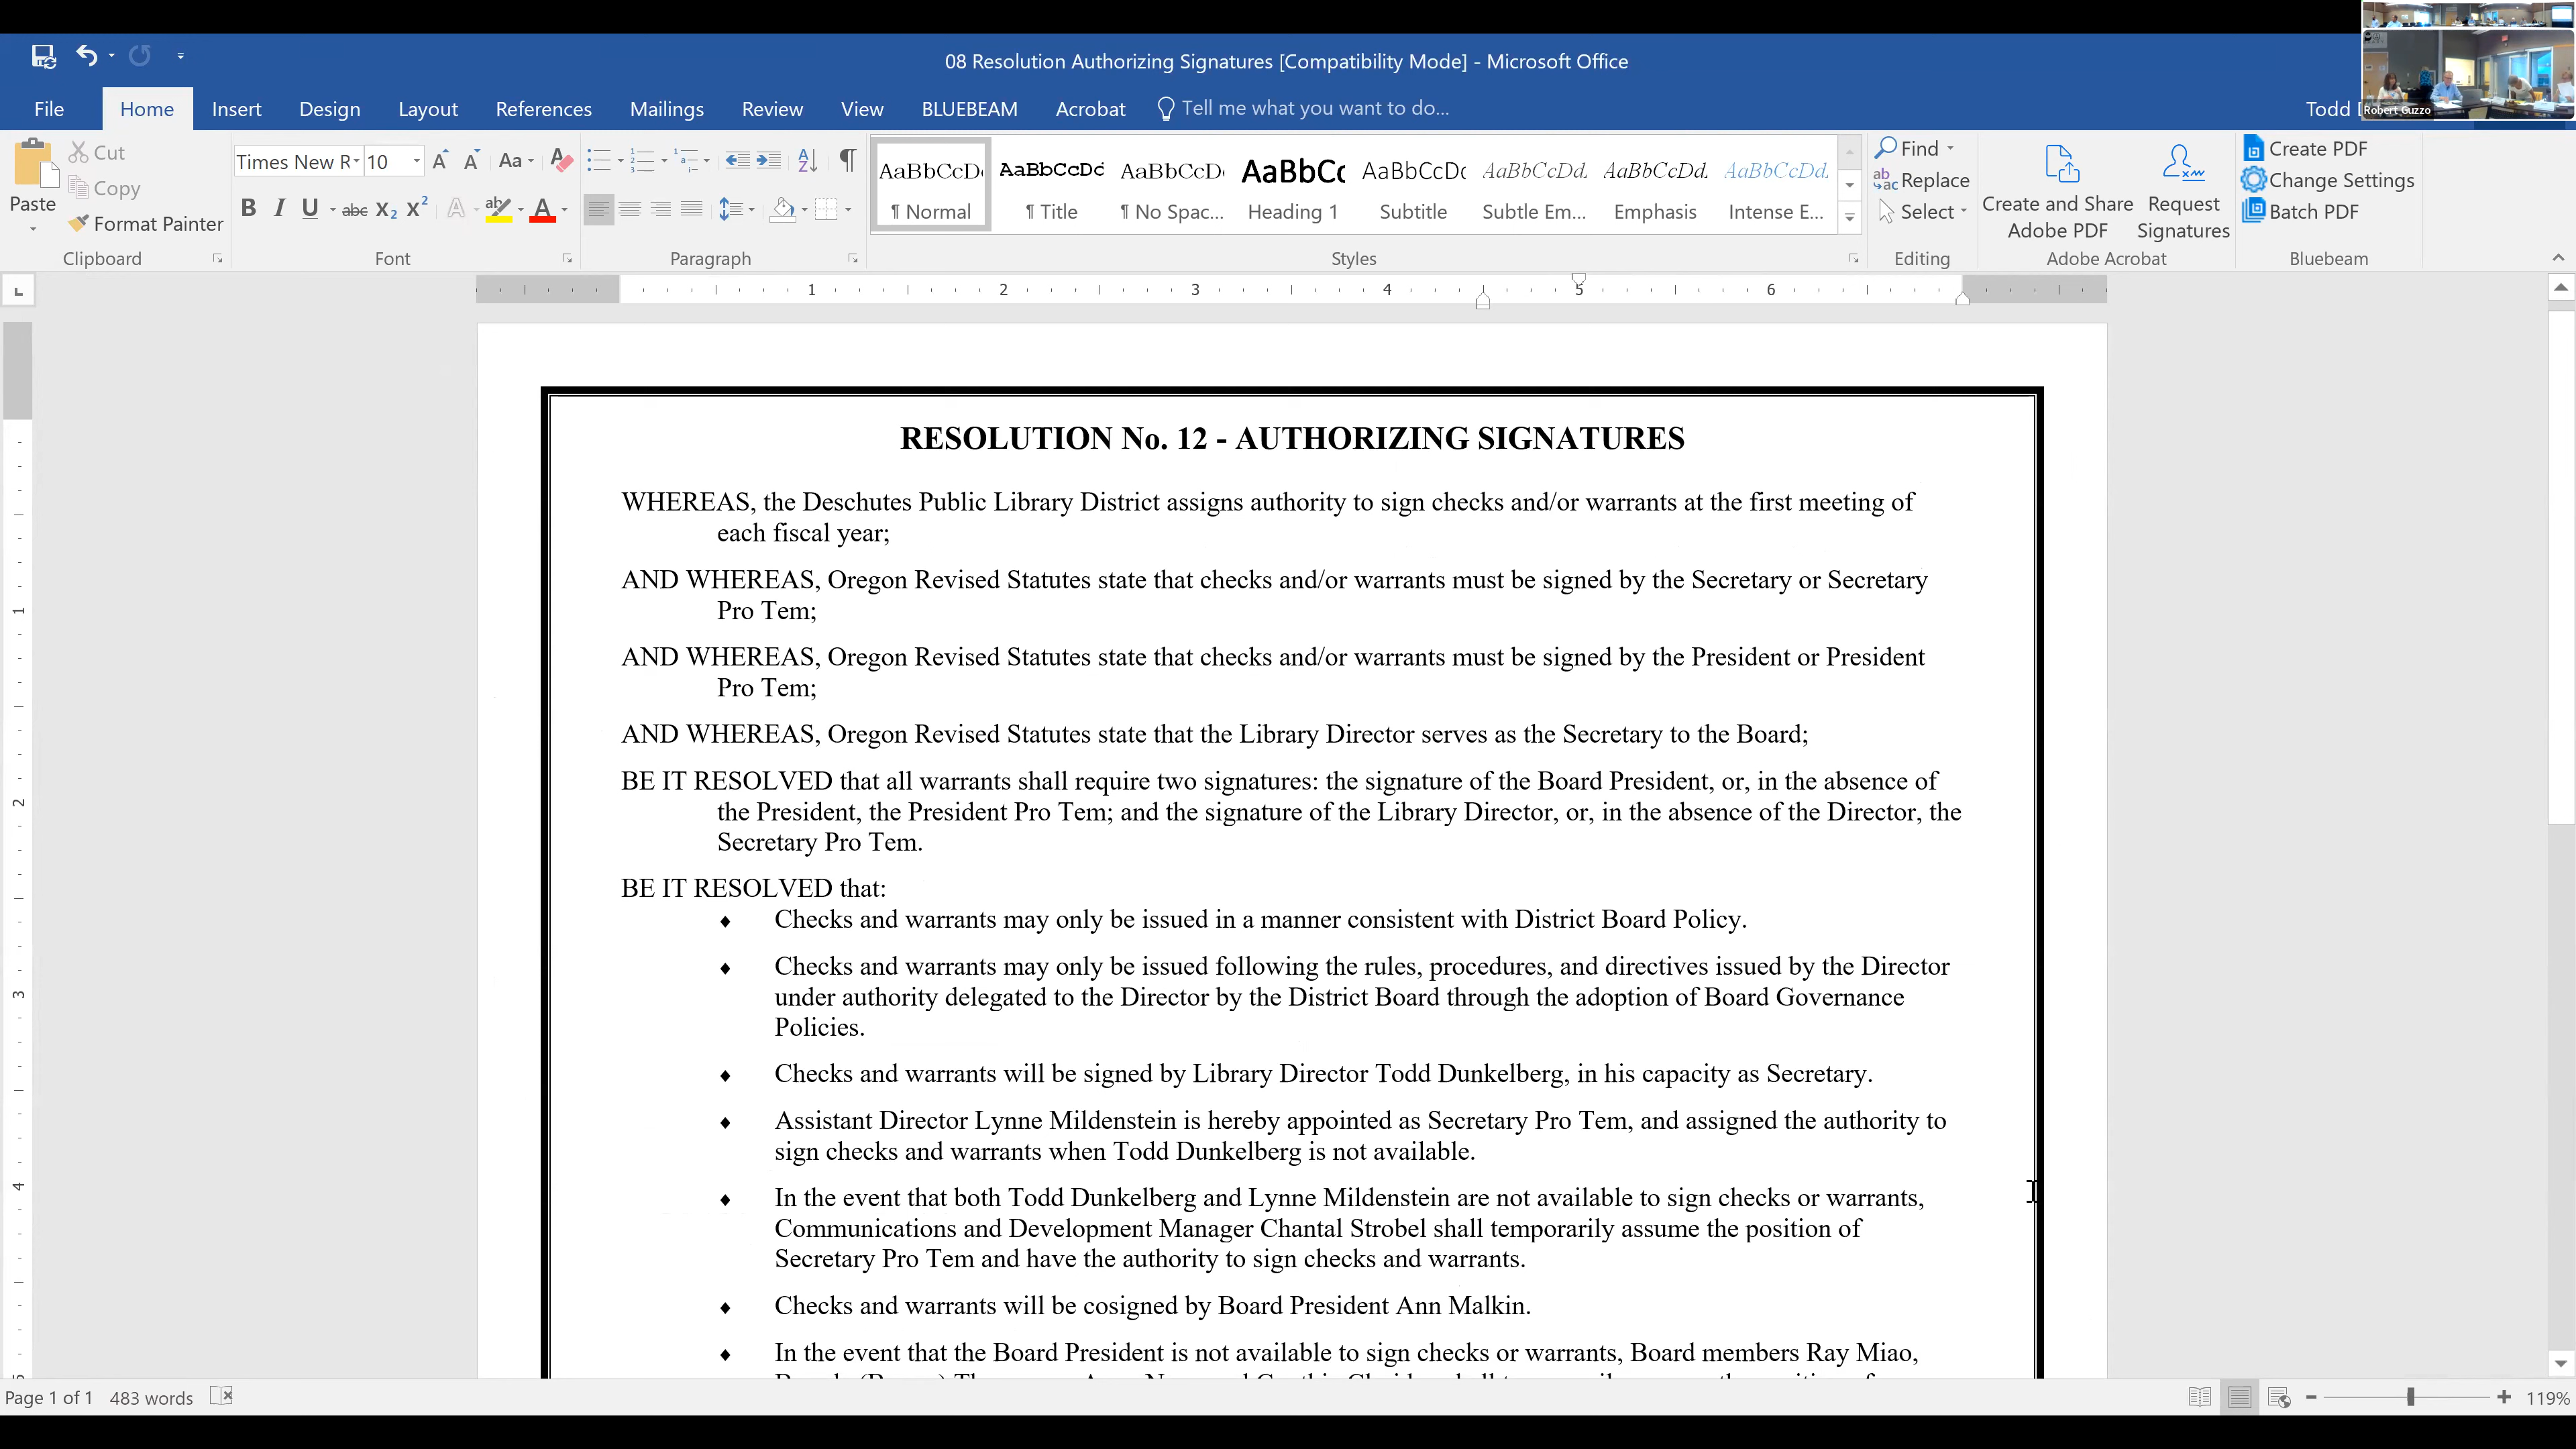 08 Resolution Authorizing Signatures [Compatibility Mode] - Microsoft Office
File Home Insert Design Layout References Mailings Review View BLUEBEAM Acrobat Tell me what you want to do... Todd
Robert Guzzo
Paste
Cut
Copy
Format Painter
Clipboard
Times New R 10
Font
Paragraph
AaBbCcD AaBbCcDc AaBbCcD AaBbCc AaBbCcDc AaBbCcDd. AaBbCcDd. AaBbCcDd.
¶ Normal ¶ Title ¶ No Spac... Heading 1 Subtitle Subtle Em... Emphasis Intense E...
Styles
Find
Replace
Select
Editing
Create and Share
Adobe PDF
Request
Signatures
Adobe Acrobat
Create PDF
Change Settings
Batch PDF
Bluebeam
1 2 3 4 5 6
1
2
3
4
RESOLUTION No. 12 - AUTHORIZING SIGNATURES
WHEREAS, the Deschutes Public Library District assigns authority to sign checks and/or warrants at the first meeting of
each fiscal year;
AND WHEREAS, Oregon Revised Statutes state that checks and/or warrants must be signed by the Secretary or Secretary
Pro Tem;
AND WHEREAS, Oregon Revised Statutes state that checks and/or warrants must be signed by the President or President
Pro Tem;
AND WHEREAS, Oregon Revised Statutes state that the Library Director serves as the Secretary to the Board;
BE IT RESOLVED that all warrants shall require two signatures: the signature of the Board President, or, in the absence of
the President, the President Pro Tem; and the signature of the Library Director, or, in the absence of the Director, the
Secretary Pro Tem.
BE IT RESOLVED that:
♦ Checks and warrants may only be issued in a manner consistent with District Board Policy.
♦ Checks and warrants may only be issued following the rules, procedures, and directives issued by the Director
under authority delegated to the Director by the District Board through the adoption of Board Governance
Policies.
♦ Checks and warrants will be signed by Library Director Todd Dunkelberg, in his capacity as Secretary.
♦ Assistant Director Lynne Mildenstein is hereby appointed as Secretary Pro Tem, and assigned the authority to
sign checks and warrants when Todd Dunkelberg is not available.
♦ In the event that both Todd Dunkelberg and Lynne Mildenstein are not available to sign checks or warrants,
Communications and Development Manager Chantal Strobel shall temporarily assume the position of
Secretary Pro Tem and have the authority to sign checks and warrants.
♦ Checks and warrants will be cosigned by Board President Ann Malkin.
♦ In the event that the Board President is not available to sign checks or warrants, Board members Ray Miao,
Page 1 of 1 483 words
119%